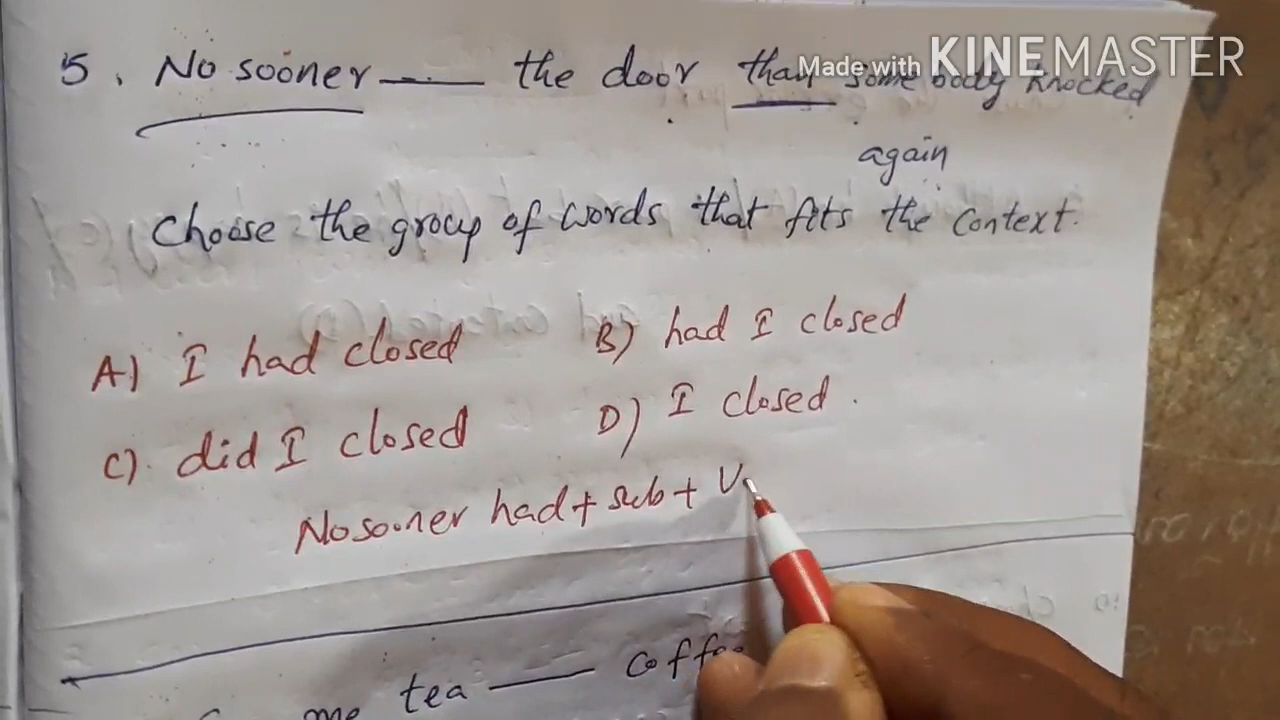 5. No sooner ___ the door than somebody knocked
again
Choose the group of words that fits the context.
A) I had closed B) had I closed
C) did I closed D) I closed.
No sooner had + sub + V
me tea ___ coffee
Made with KINEMASTER